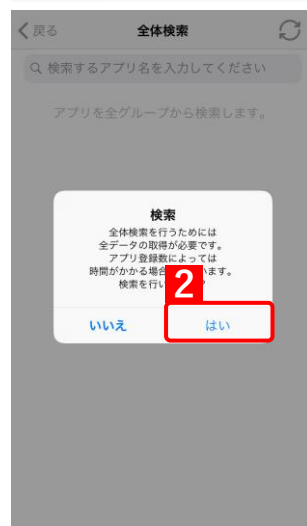 戻る 全体検索
検索するアプリ名を入力してください
アプリを全グループから検索します。
検索
全体検索を行うためには
全データの取得が必要です。
アプリ登録数によっては
時間がかかる場合 います。
検索を行い ?
2
いいえ はい